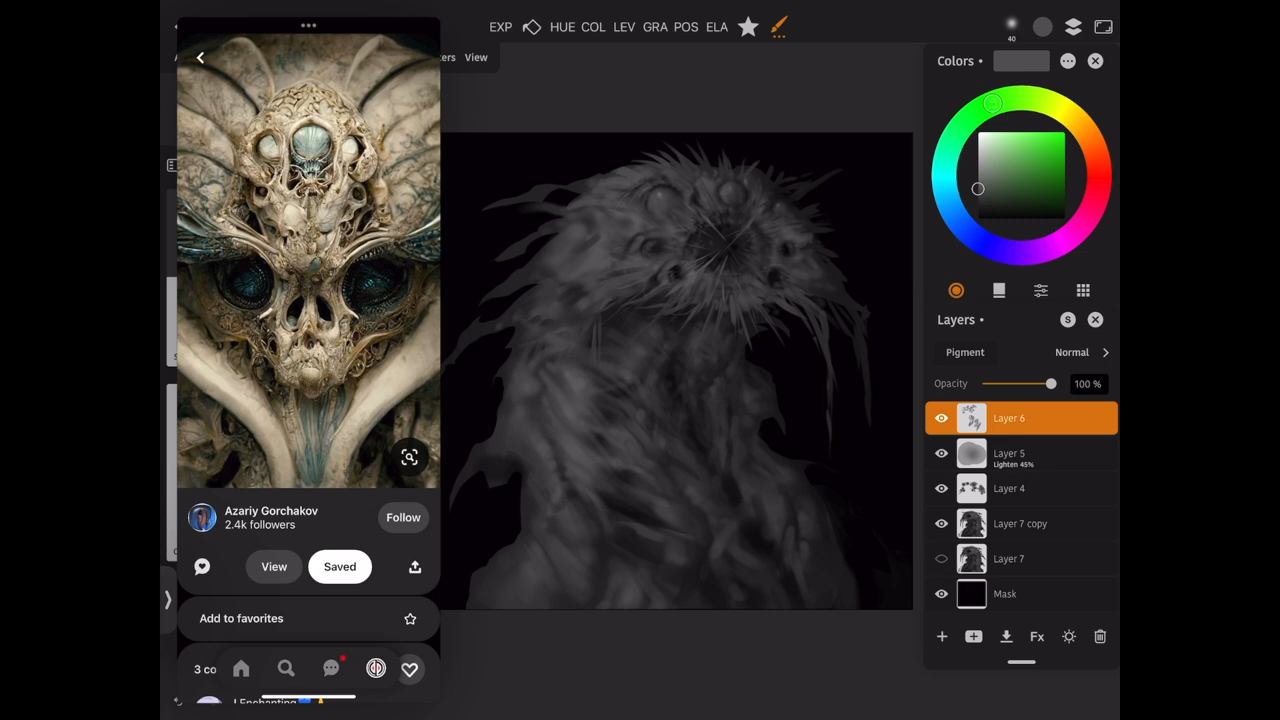 EXP HUE COL LEV GRA POS ELA
40
ters View
Colors •
Layers •
S
Pigment Normal
Opacity 100 %
Layer 6
Layer 5
Lighten 45%
Layer 4
Layer 7 copy
Layer 7
Mask
Fx
Azariy Gorchakov
2.4k followers
Follow
View
Saved
Add to favorites
3 co